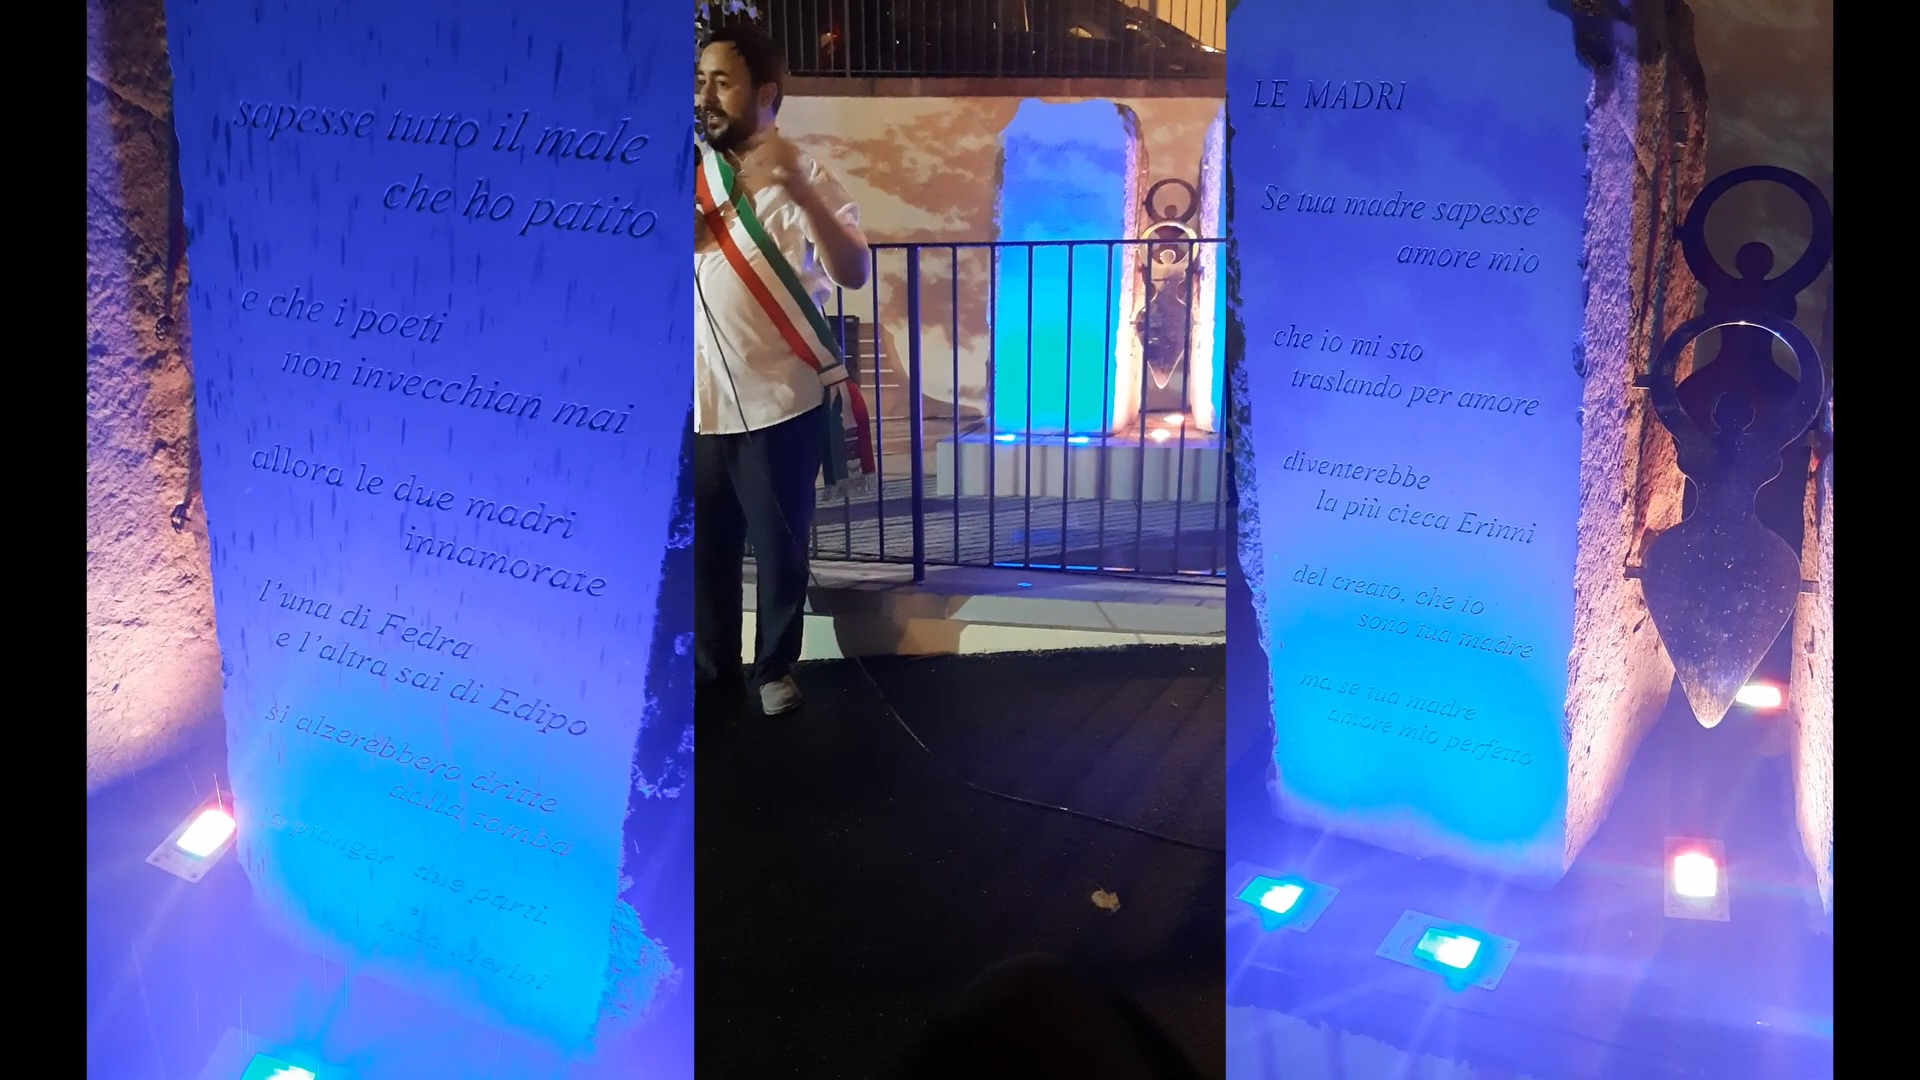 sapesse tutto il male
che ho patito
e che i poeti
non invecchian mai
allora le due madri
innamorate
l'una di Fedra
e l'altra sai di Edipo
si alzerebbero dritte
dalla tomba
a pianger due parti.
Alda Merini
LE MADRI
Se tua madre sapesse
amore mio
che io mi sto
traslando per amore
diventerebbe
la più cieca Erinni
del creato, che io
sono tua madre
ma se tua madre
amore mio perfetto